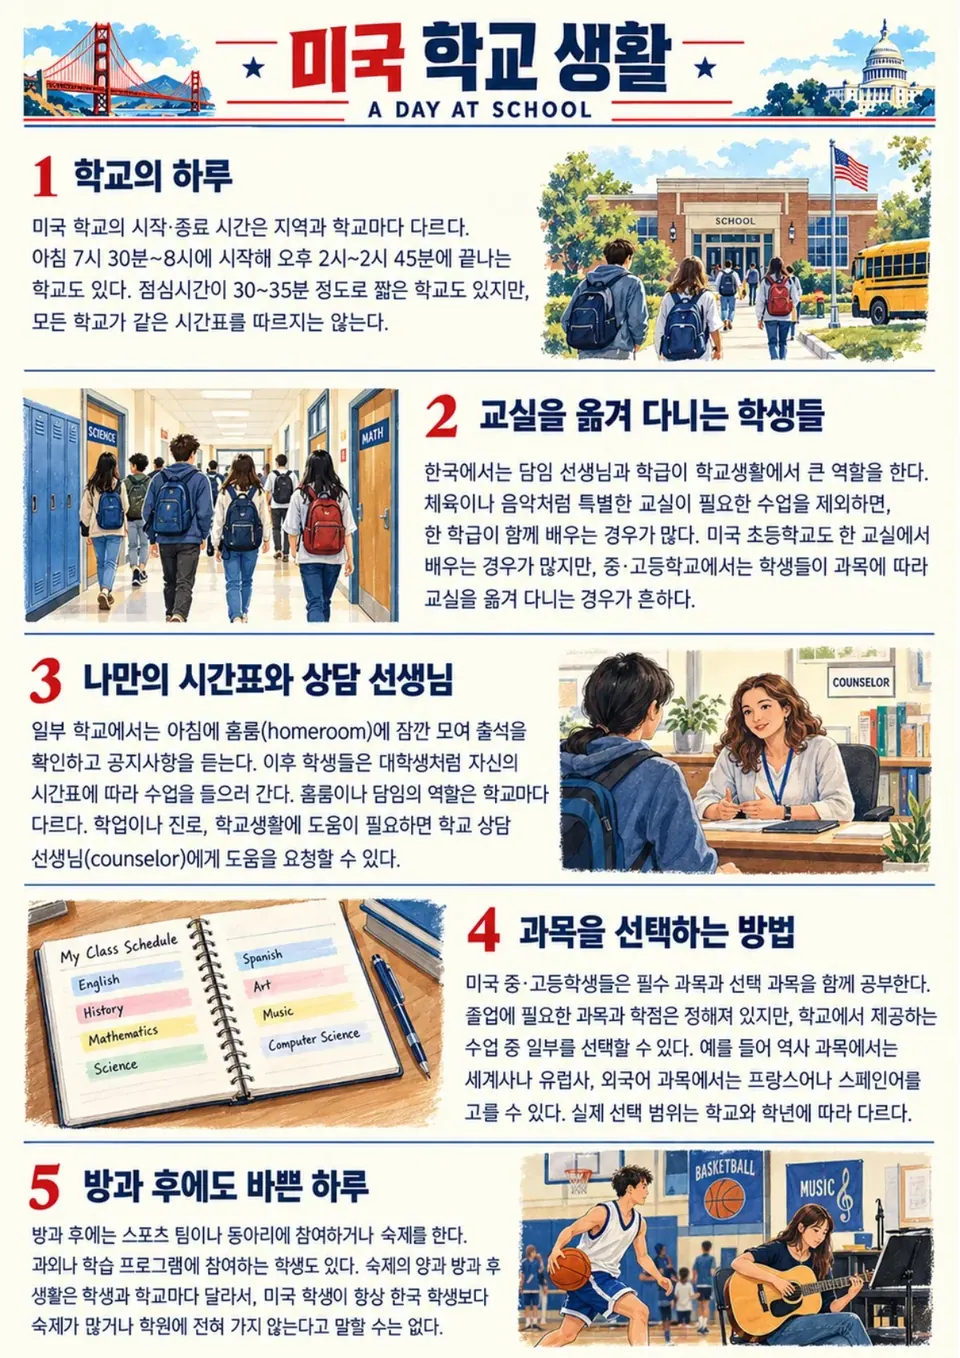 미국 학교 생활
A DAY AT SCHOOL
1 학교의 하루
미국 학교의 시작·종료 시간은 지역과 학교마다 다르다.
아침 7시 30분~8시에 시작해 오후 2시~2시 45분에 끝나는
학교도 있다. 점심시간이 30~35분 정도로 짧은 학교도 있지만,
모든 학교가 같은 시간표를 따르지는 않는다.
SCHOOL
SCIENCE
MATH
2 교실을 옮겨 다니는 학생들
한국에서는 담임 선생님과 학급이 학교생활에서 큰 역할을 한다.
체육이나 음악처럼 특별한 교실이 필요한 수업을 제외하면,
한 학급이 함께 배우는 경우가 많다. 미국 초등학교도 한 교실에서
배우는 경우가 많지만, 중·고등학교에서는 학생들이 과목에 따라
교실을 옮겨 다니는 경우가 흔하다.
3 나만의 시간표와 상담 선생님
일부 학교에서는 아침에 홈룸(homeroom)에 잠깐 모여 출석을
확인하고 공지사항을 듣는다. 이후 학생들은 대학생처럼 자신의
시간표에 따라 수업을 들으러 간다. 홈룸이나 담임의 역할은 학교마다
다르다. 학업이나 진로, 학교생활에 도움이 필요하면 학교 상담
선생님(counselor)에게 도움을 요청할 수 있다.
COUNSELOR
My Class Schedule
English
History
Mathematics
Science
Spanish
Art
Music
Computer Science
4 과목을 선택하는 방법
미국 중·고등학생들은 필수 과목과 선택 과목을 함께 공부한다.
졸업에 필요한 과목과 학점은 정해져 있지만, 학교에서 제공하는
수업 중 일부를 선택할 수 있다. 예를 들어 역사 과목에서는
세계사나 유럽사, 외국어 과목에서는 프랑스어나 스페인어를
고를 수 있다. 실제 선택 범위는 학교와 학년에 따라 다르다.
5 방과 후에도 바쁜 하루
방과 후에는 스포츠 팀이나 동아리에 참여하거나 숙제를 한다.
과외나 학습 프로그램에 참여하는 학생도 있다. 숙제의 양과 방과 후
생활은 학생과 학교마다 달라서, 미국 학생이 항상 한국 학생보다
숙제가 많거나 학원에 전혀 가지 않는다고 말할 수는 없다.
BASKETBALL
MUSIC